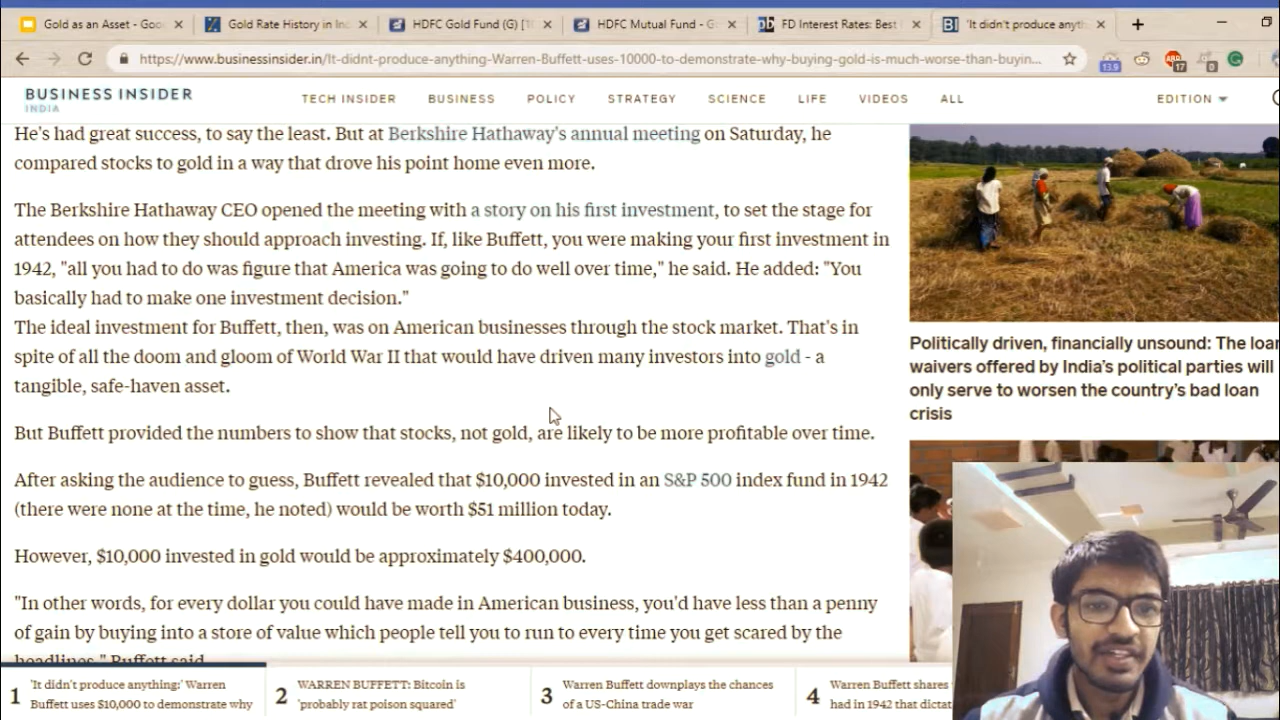 Gold as an Asset - Goo
Gold Rate History in In
HDFC Gold Fund (G) [
HDFC Mutual Fund - G
FD Interest Rates: Best
'It didn't produce anyth
https://www.businessinsider.in/It-didnt-produce-anything-Warren-Buffett-uses-10000-to-demonstrate-why-buying-gold-is-much-worse-than-buyin...
13.9
17
0
BUSINESS INSIDER
INDIA
TECH INSIDER BUSINESS POLICY STRATEGY SCIENCE LIFE VIDEOS ALL
EDITION
He's had great success, to say the least. But at Berkshire Hathaway's annual meeting on Saturday, he
compared stocks to gold in a way that drove his point home even more.
The Berkshire Hathaway CEO opened the meeting with a story on his first investment, to set the stage for
attendees on how they should approach investing. If, like Buffett, you were making your first investment in
1942, "all you had to do was figure that America was going to do well over time," he said. He added: "You
basically had to make one investment decision."
The ideal investment for Buffett, then, was on American businesses through the stock market. That's in
spite of all the doom and gloom of World War II that would have driven many investors into gold - a
tangible, safe-haven asset.
But Buffett provided the numbers to show that stocks, not gold, are likely to be more profitable over time.
After asking the audience to guess, Buffett revealed that $10,000 invested in an S&P 500 index fund in 1942
(there were none at the time, he noted) would be worth $51 million today.
However, $10,000 invested in gold would be approximately $400,000.
"In other words, for every dollar you could have made in American business, you'd have less than a penny
of gain by buying into a store of value which people tell you to run to every time you get scared by the
headlines," Buffett said
Politically driven, financially unsound: The loan
waivers offered by India's political parties will
only serve to worsen the country's bad loan
crisis
1 'It didn't produce anything:' Warren
Buffett uses $10,000 to demonstrate why
2 WARREN BUFFETT: Bitcoin is
'probably rat poison squared'
3 Warren Buffett downplays the chances
of a US-China trade war
4 Warren Buffett shares
had in 1942 that dictat